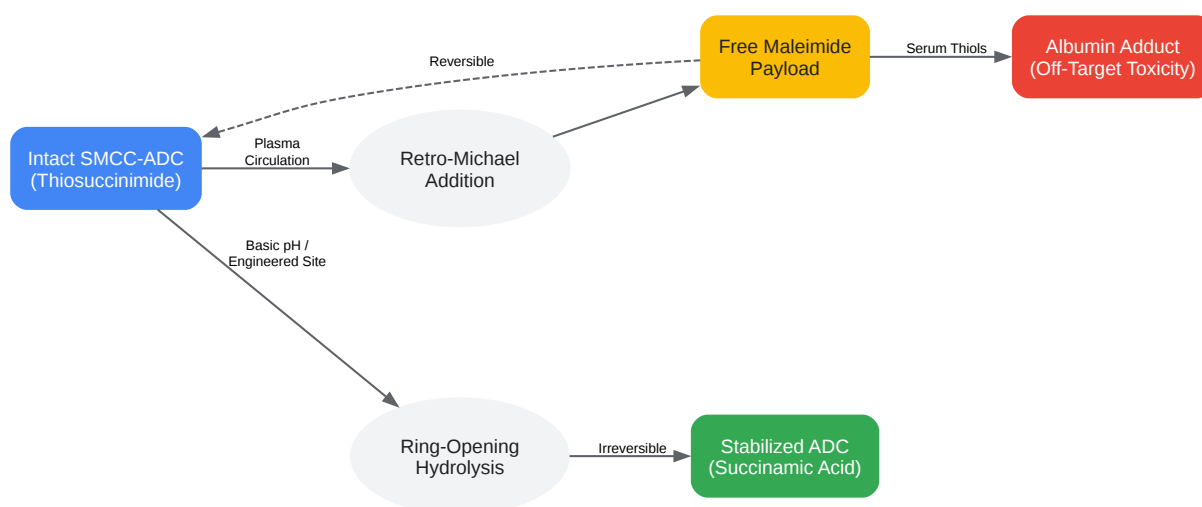 Free Maleimide
Payload
Serum Thiols
Albumin Adduct
(Off-Target Toxicity)
Reversible
Intact SMCC-ADC
(Thiosuccinimide)
Plasma
Circulation
Retro-Michael
Addition
Basic pH /
Engineered Site
Ring-Opening
Hydrolysis
Irreversible
Stabilized ADC
(Succinamic Acid)